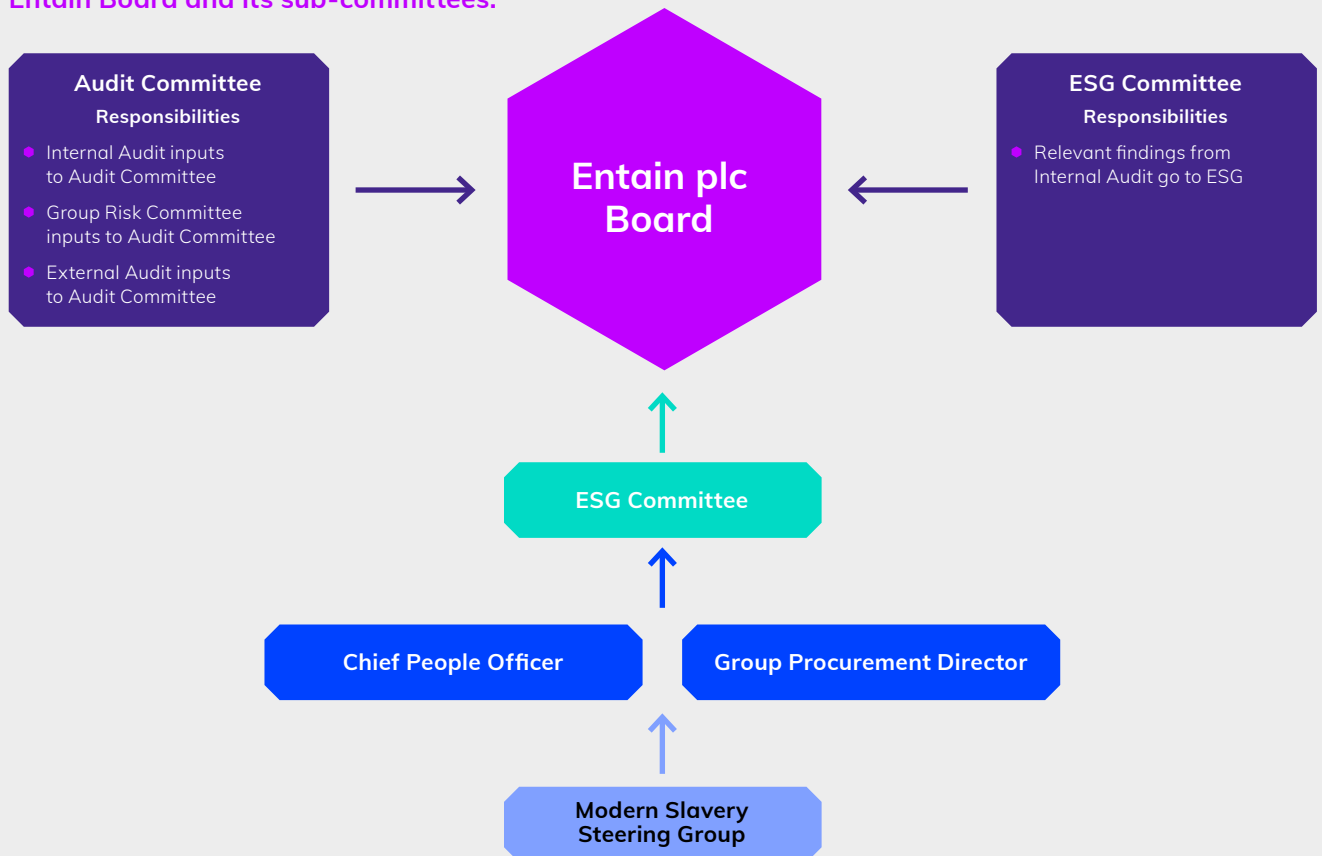 Entain Board and its sub-committees.
Audit Committee
Responsibilities
Internal Audit inputs
to Audit Committee
Group Risk Committee
inputs to Audit Committee
External Audit inputs
to Audit Committee
Entain plc
Board
ESG Committee
Responsibilities
Relevant findings from
Internal Audit go to ESG
ESG Committee
Chief People Officer
Group Procurement Director
Modern Slavery
Steering Group